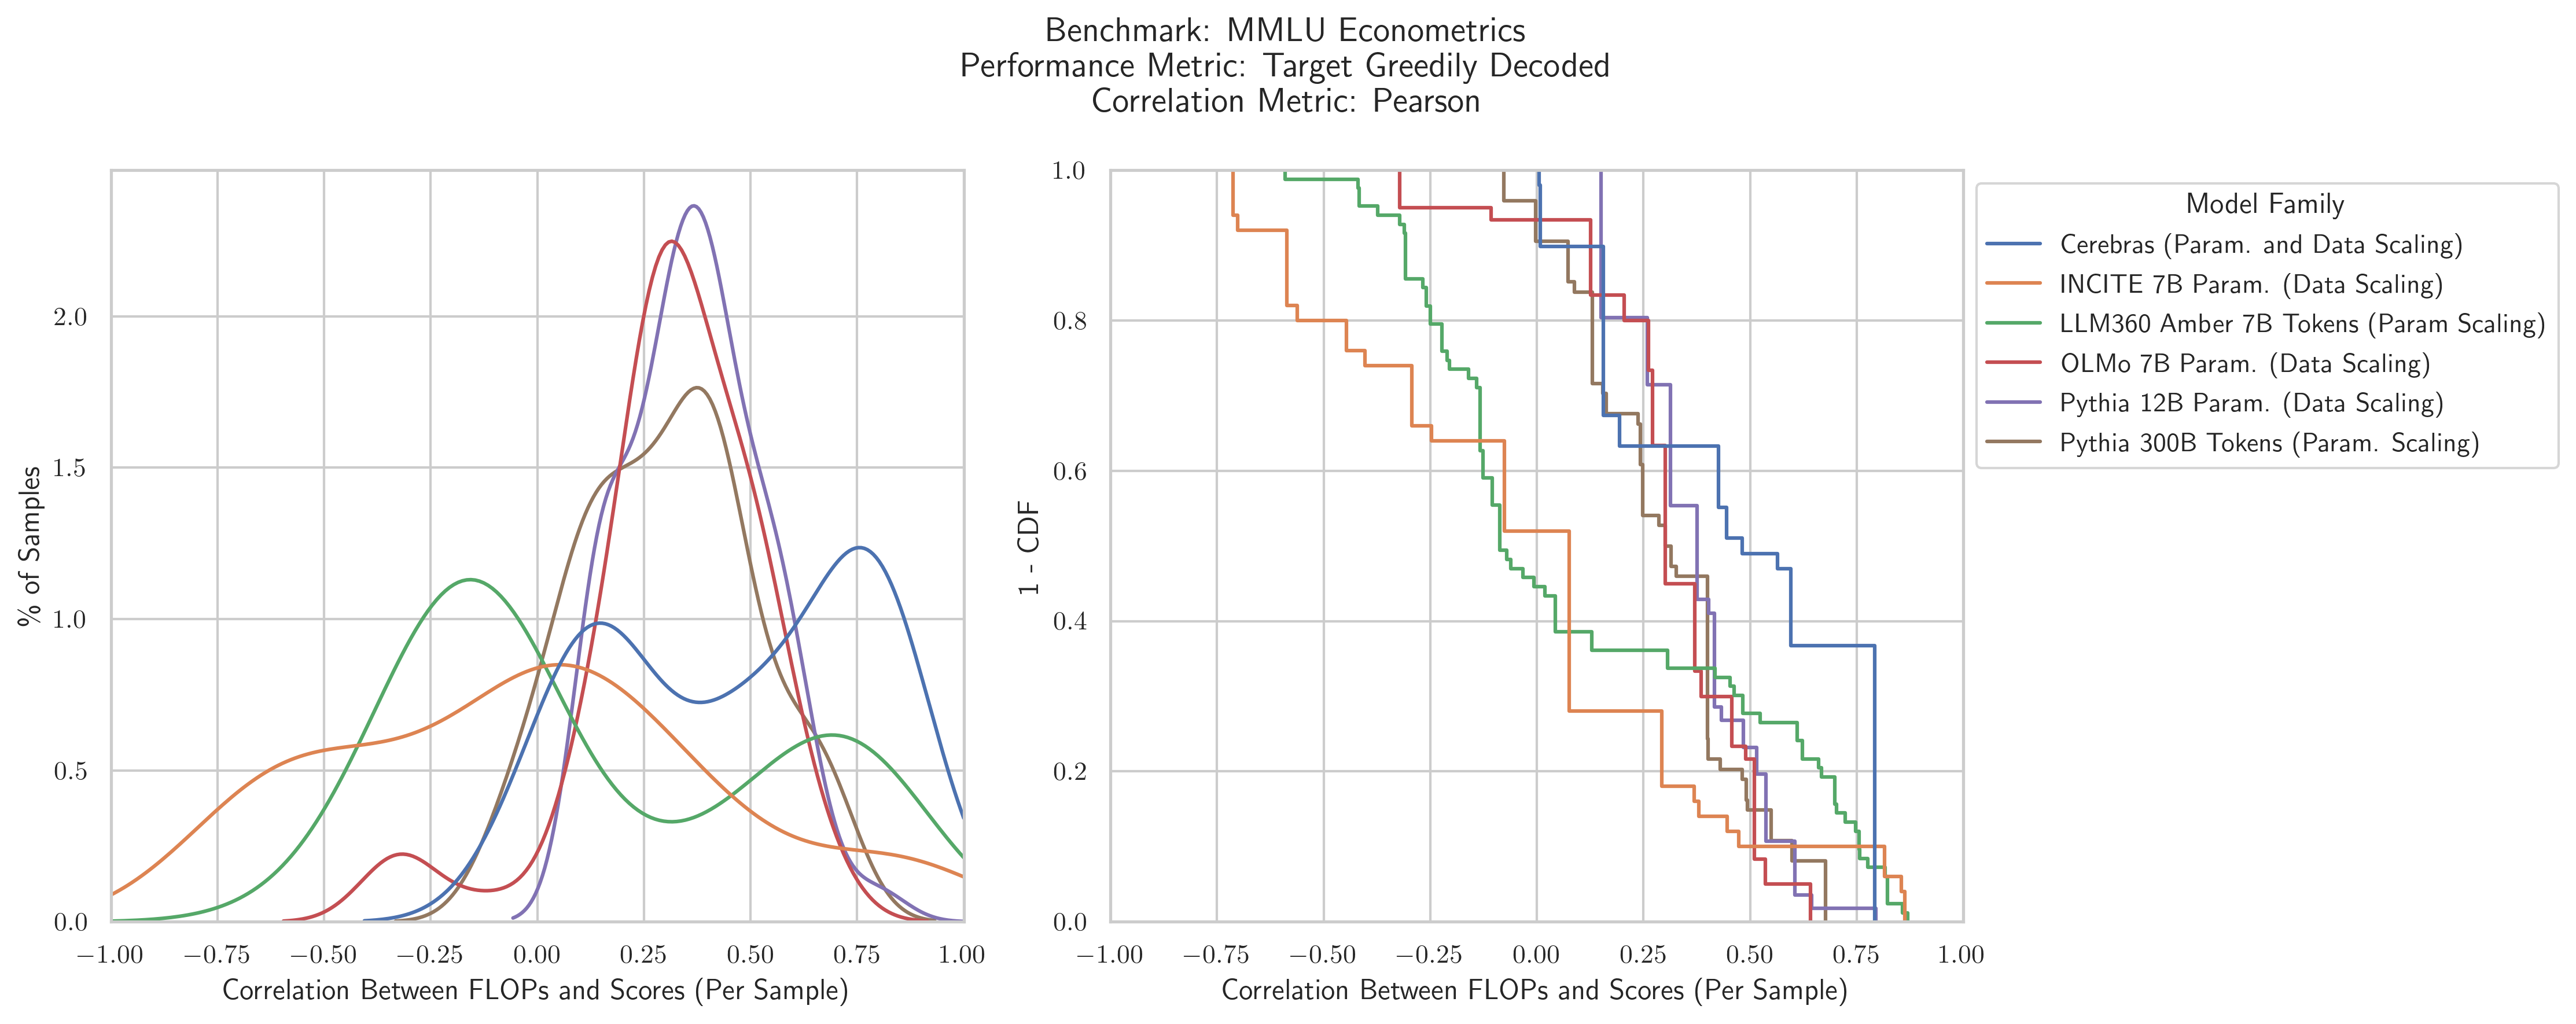 Benchmark: MMLU Econometrics
Performance Metric: Target Greedily Decoded
Correlation Metric: Pearson
% of Samples
2.0
1.5
1.0
0.5
0.0
−1.00 −0.75 −0.50 −0.25 0.00 0.25 0.50 0.75 1.00
Correlation Between FLOPs and Scores (Per Sample)
1 - CDF
1.0
0.8
0.6
0.4
0.2
0.0
−1.00 −0.75 −0.50 −0.25 0.00 0.25 0.50 0.75 1.00
Correlation Between FLOPs and Scores (Per Sample)
Model Family
Cerebras (Param. and Data Scaling)
INCITE 7B Param. (Data Scaling)
LLM360 Amber 7B Tokens (Param Scaling)
OLMo 7B Param. (Data Scaling)
Pythia 12B Param. (Data Scaling)
Pythia 300B Tokens (Param. Scaling)